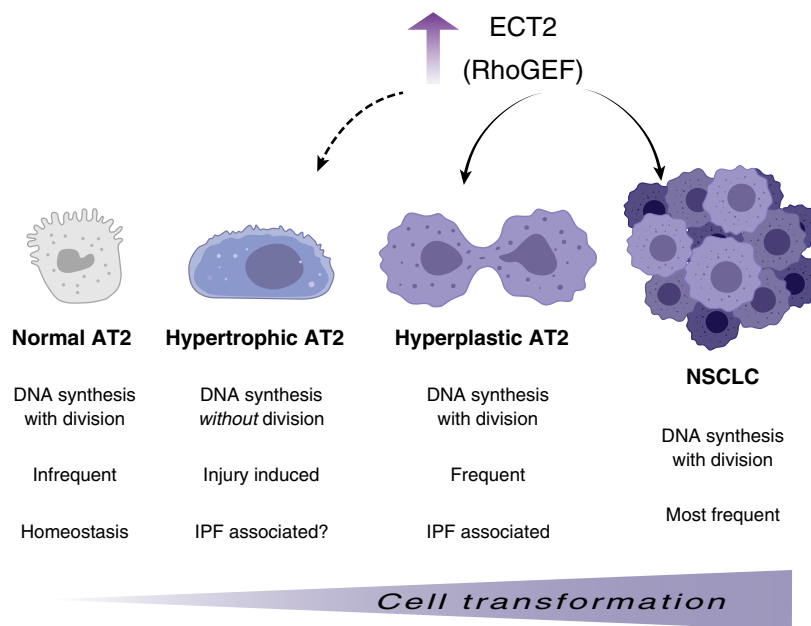 ECT2
(RhoGEF)
Normal AT2
Hypertrophic AT2
Hyperplastic AT2
NSCLC
DNA synthesis
with division
Infrequent
Homeostasis
DNA synthesis
without division
Injury induced
IPF associated?
DNA synthesis
with division
Frequent
IPF associated
DNA synthesis
with division
Most frequent
Cell transformation